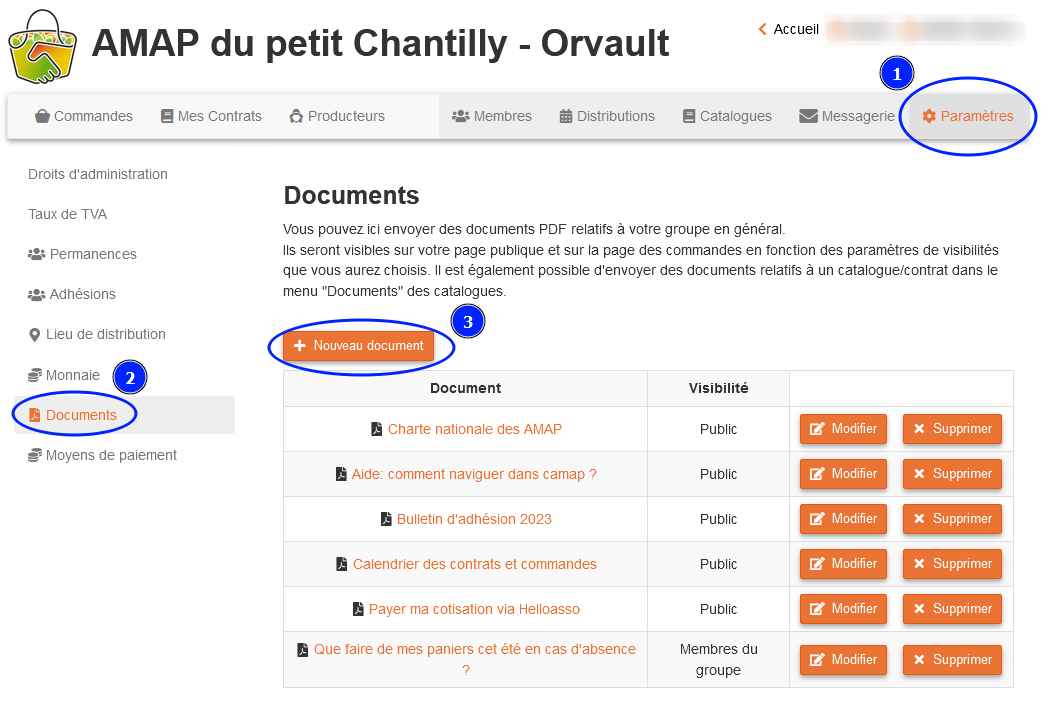 AMAP du petit Chantilly - Orvault
Accueil
1
Commandes Mes Contrats Producteurs Membres Distributions Catalogues Messagerie Paramètres
Droits d'administration
Taux de TVA
Permanences
Adhésions
Lieu de distribution
Monnaie
2
Documents
Moyens de paiement
Documents
Vous pouvez ici envoyer des documents PDF relatifs à votre groupe en général.
Ils seront visibles sur votre page publique et sur la page des commandes en fonction des paramètres de visibilités
que vous aurez choisis. Il est également possible d'envoyer des documents relatifs à un catalogue/contrat dans le
menu "Documents" des catalogues.
3
Nouveau document
Document Visibilité
Charte nationale des AMAP Public Modifier Supprimer
Aide: comment naviguer dans camap ? Public Modifier Supprimer
Bulletin d'adhésion 2023 Public Modifier Supprimer
Calendrier des contrats et commandes Public Modifier Supprimer
Payer ma cotisation via Helloasso Public Modifier Supprimer
Que faire de mes paniers cet été en cas d'absence
?
Membres du
groupe
Modifier Supprimer